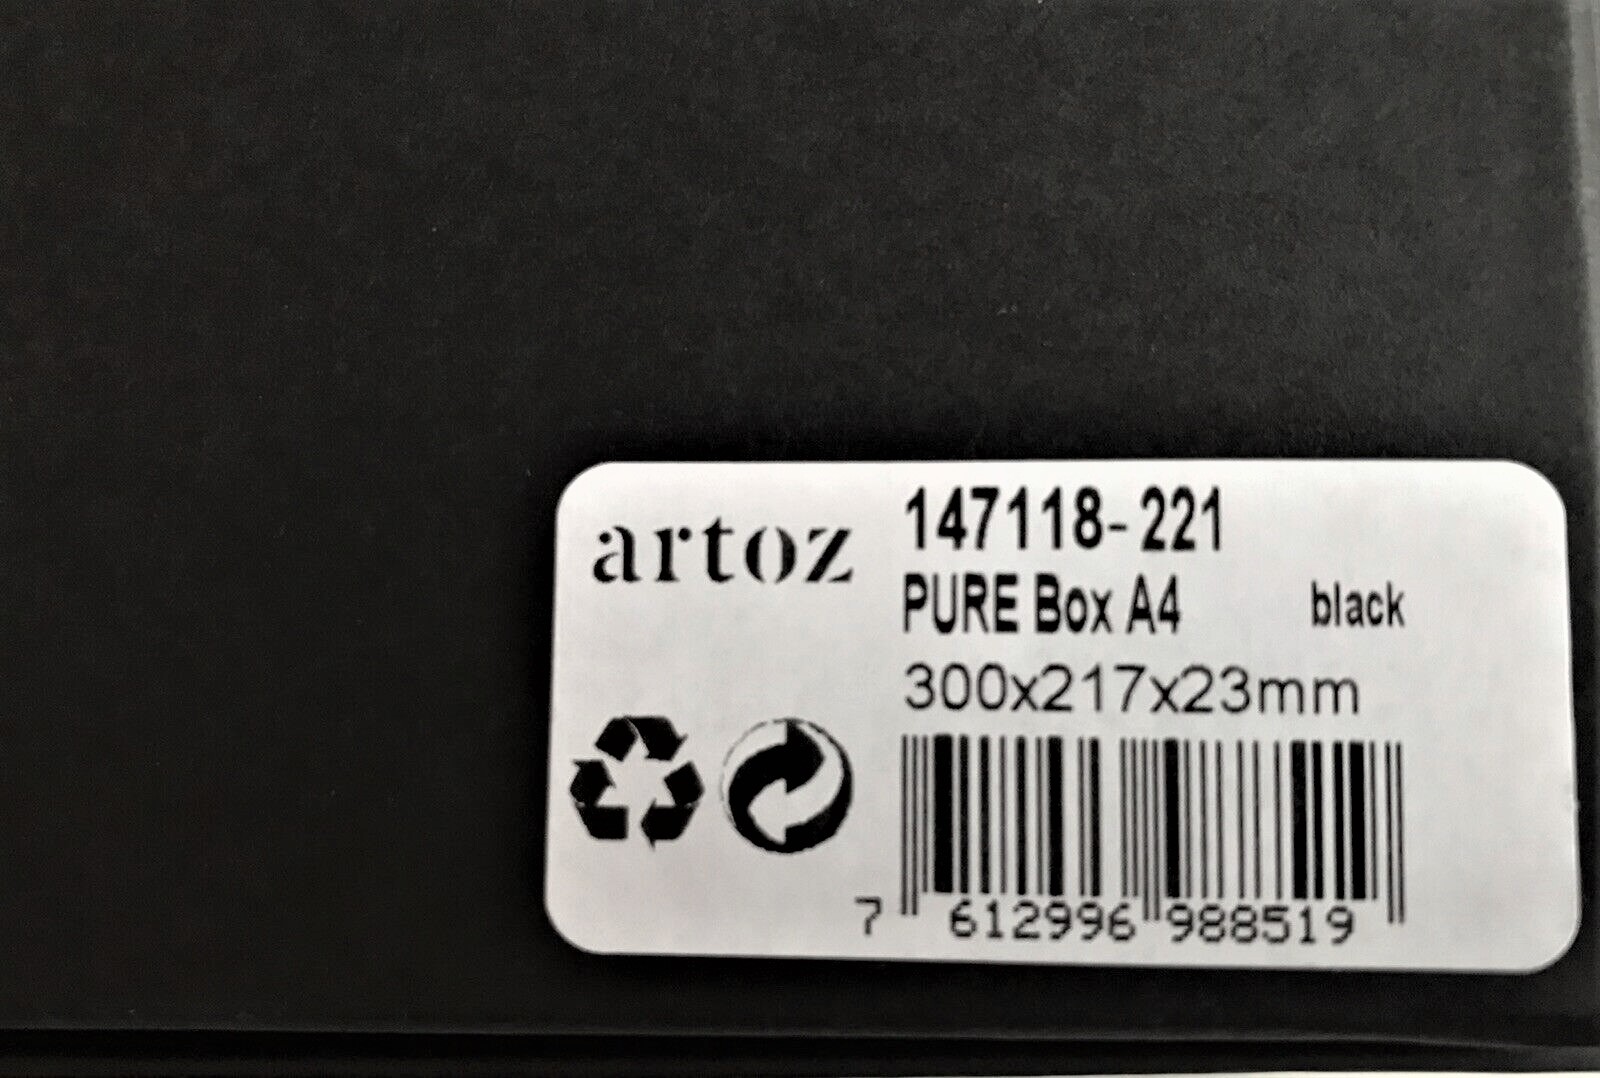 artoz
147118-221
PURE Box A4 black
300x217x23mm
7 612996 988519